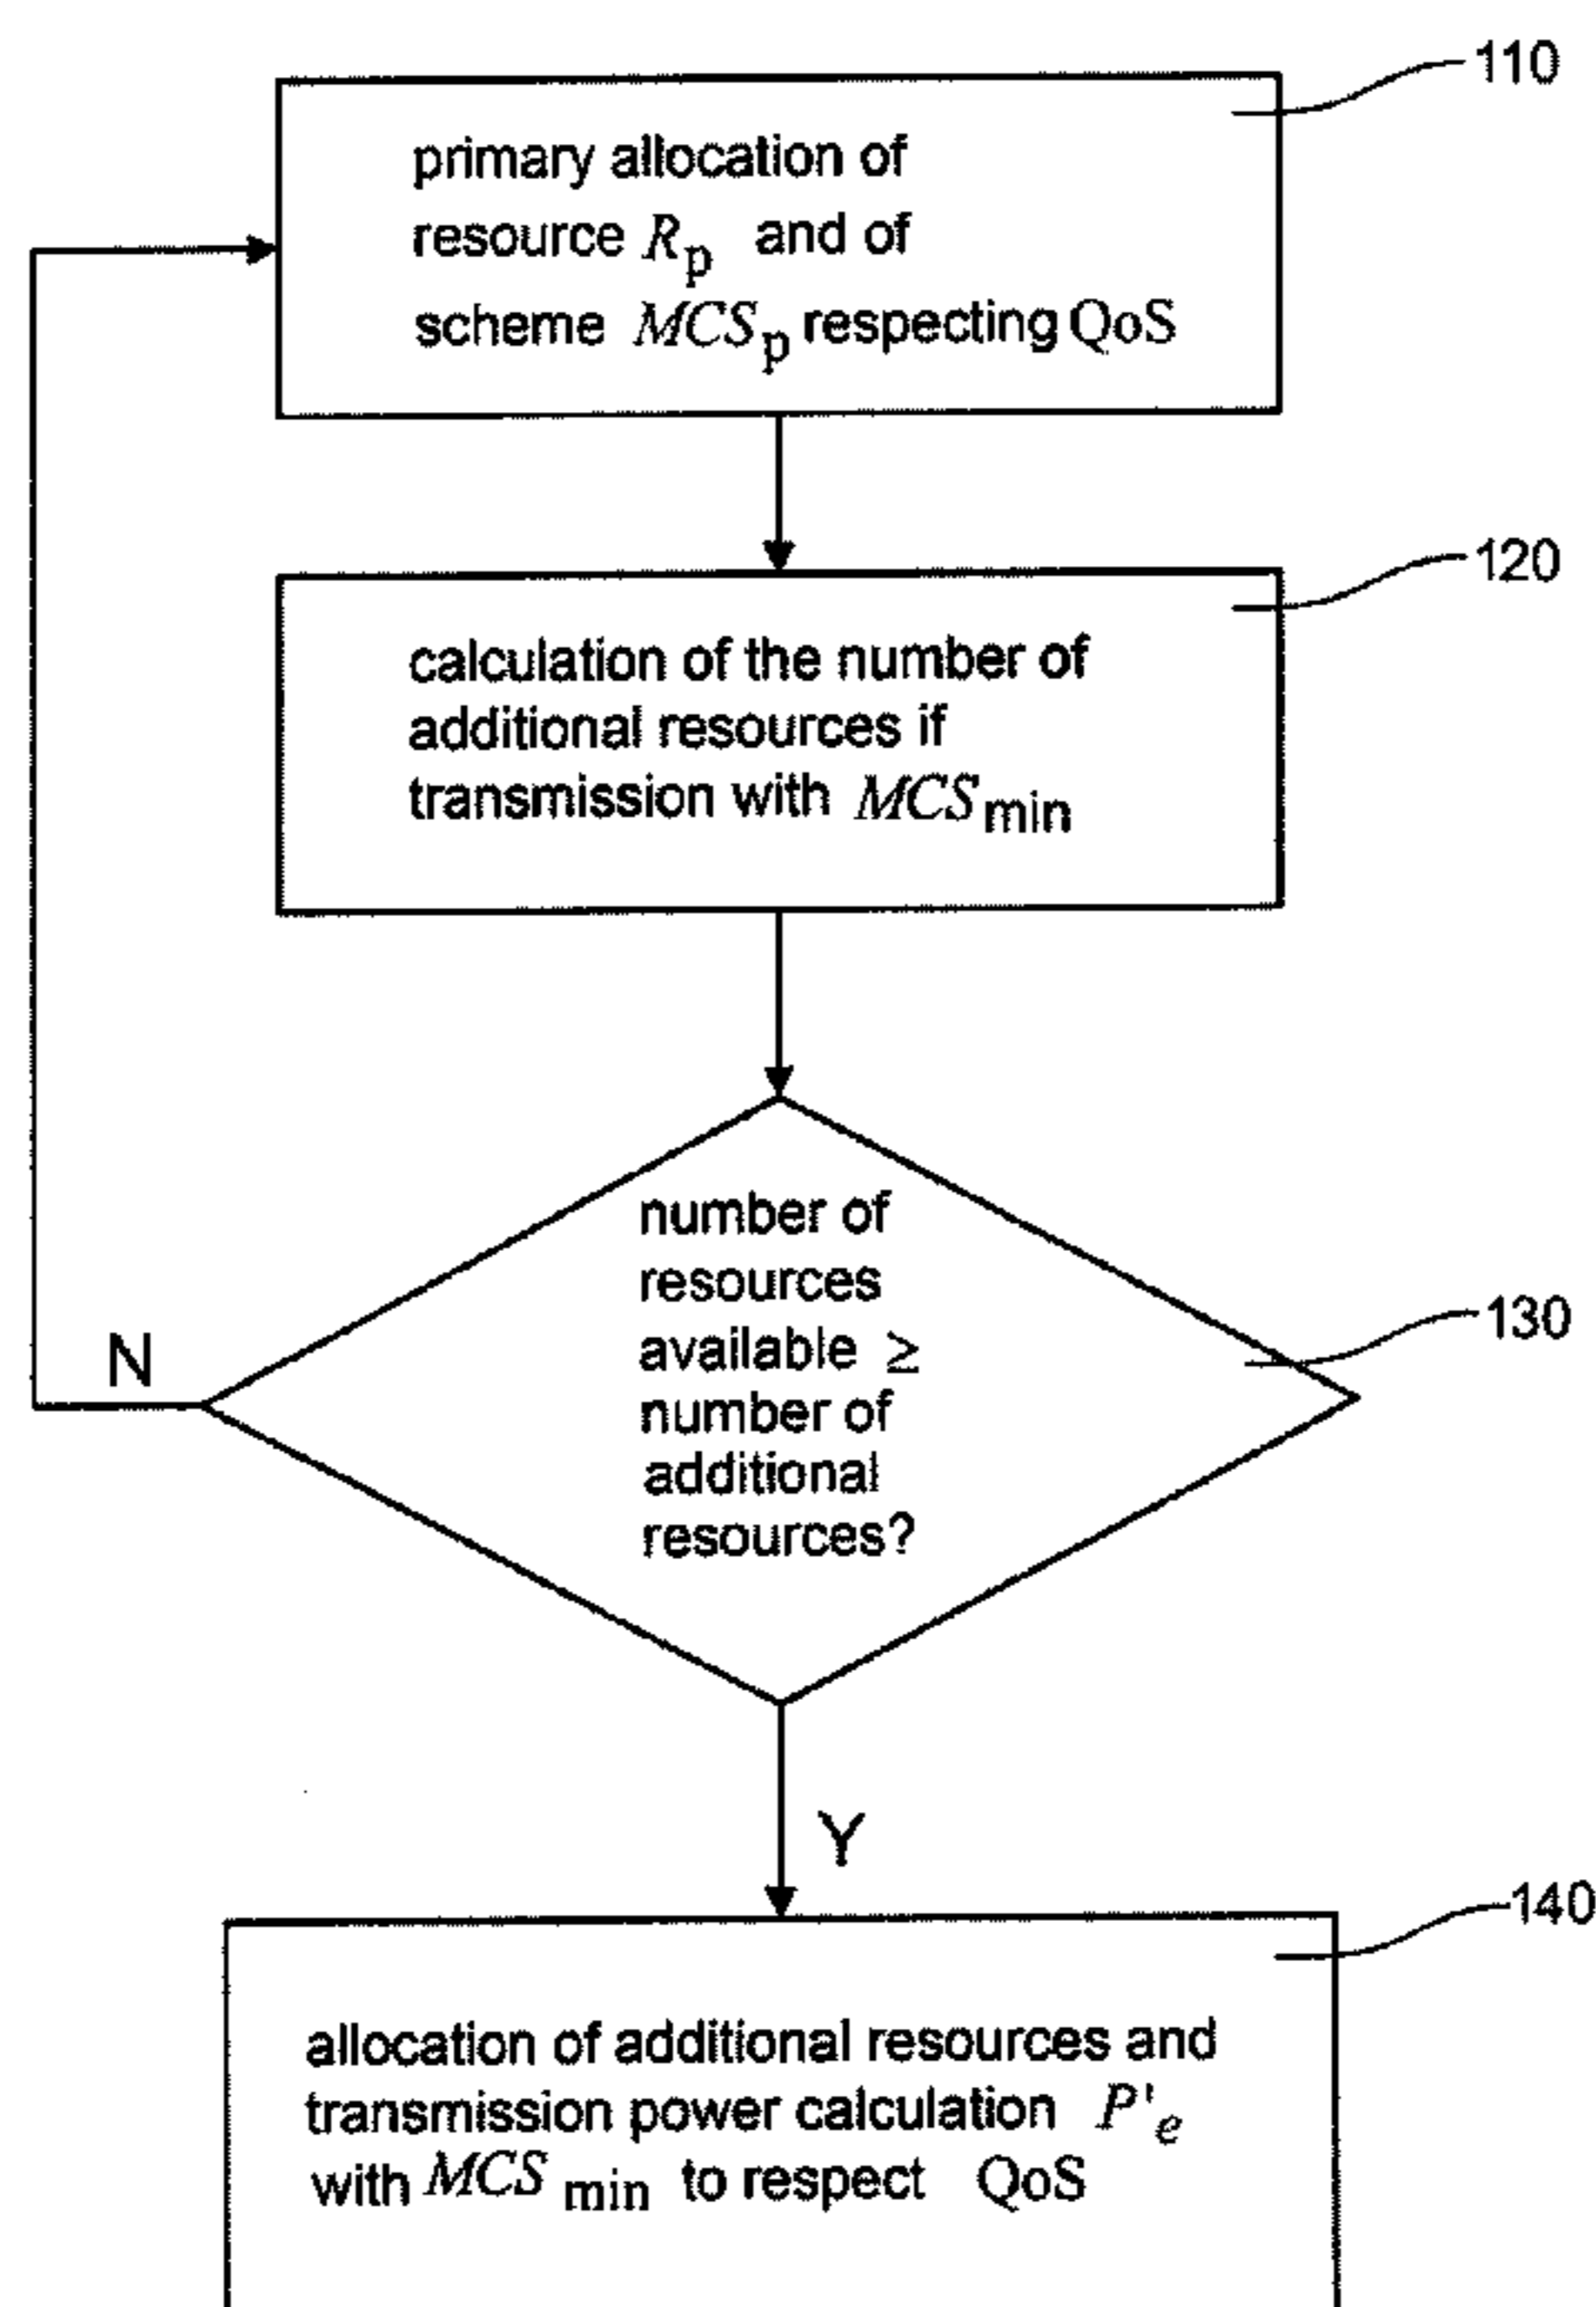 110
primary allocation of
resource Rp and of
scheme MCSp respecting QoS
120
calculation of the number of
additional resources if
transmission with MCSmin
number of
resources
available ≥
number of
additional
resources?
130
N
Y
140
allocation of additional resources and
transmission power calculation P'e
with MCS min to respect QoS